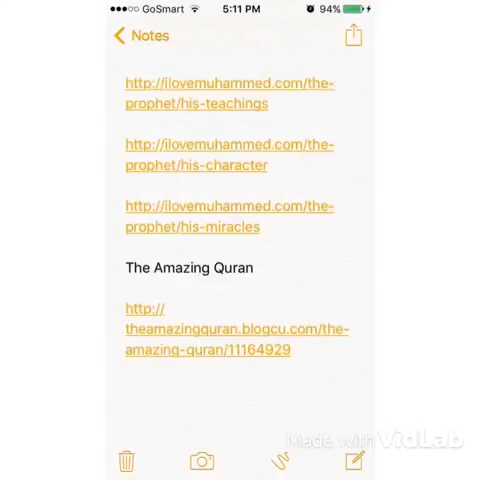 GoSmart 5:11 PM 94%
Notes
http://ilovemuhammed.com/the-
prophet/his-teachings
http://ilovemuhammed.com/the-
prophet/his-character
http://ilovemuhammed.com/the-
prophet/his-miracles
The Amazing Quran
http://
theamazingquran.blogcu.com/the-
amazing-quran/11164929
Made with VidLab